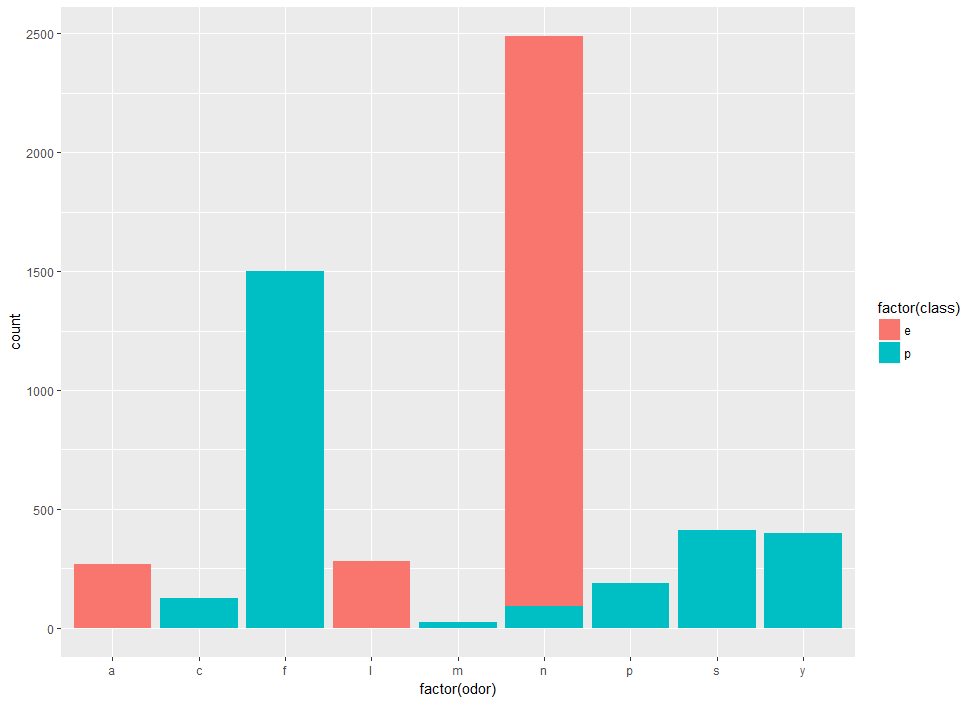 2500
2000
1500
1000
500
0
count
a c f l m n p s y
factor(odor)
factor(class)
e
p